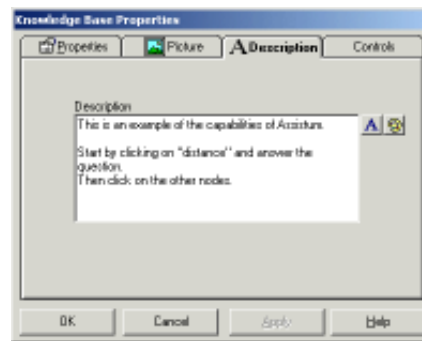 Knowledge Base Properties
Properties Picture Description Controls
Description
This is an example of the capabilities of Assistum.
Start by clicking on "distance" and answer the
question.
Then click on the other nodes.
A
OK Cancel Apply Help